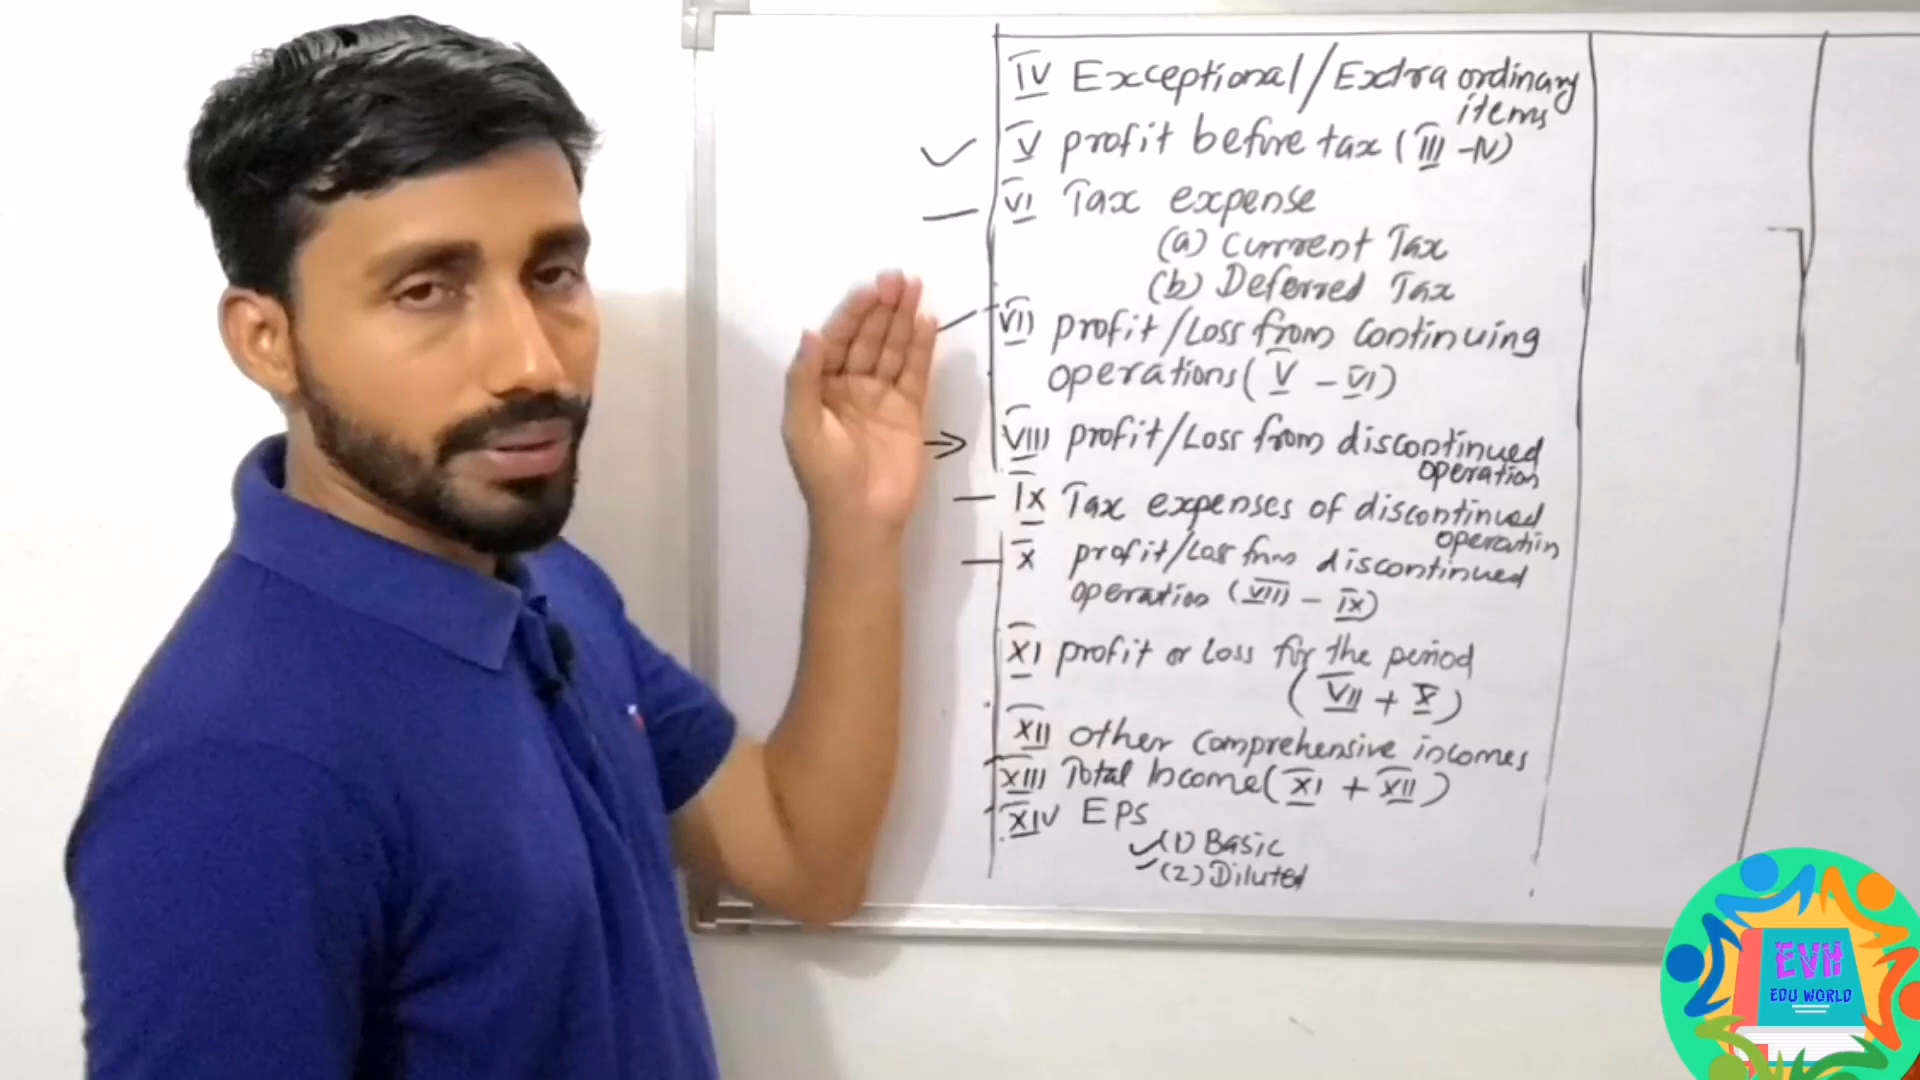 IV Exceptional/Extra ordinary
items
V profit before tax (III - IV)
VI Tax expense
(a) Current Tax
(b) Deferred Tax
VII profit/Loss from continuing
operations (V - VI)
VIII profit/Loss from discontinued
operation
IX Tax expenses of discontinued
operation
X profit/Loss from discontinued
operation (VIII - IX)
XI profit or Loss for the period
(VII + X)
XII other comprehensive incomes
XIII Total Income (XI + XII)
XIV EPS
(1) Basic
(2) Diluted
EVH
EDU WORLD